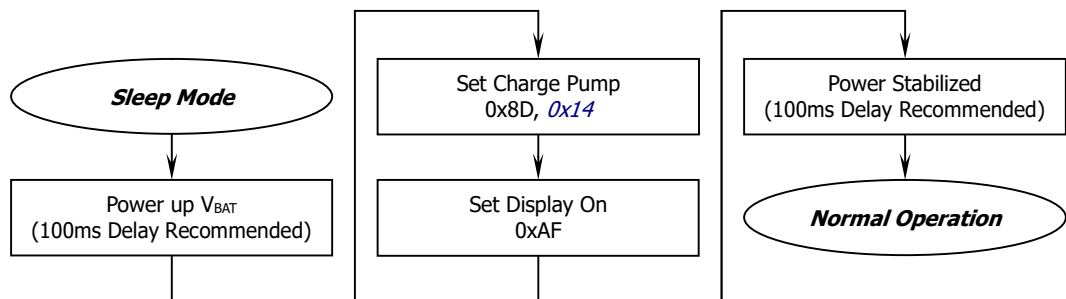 Sleep Mode
Power up VBAT
(100ms Delay Recommended)
Set Charge Pump
0x8D, 0x14
Set Display On
0xAF
Power Stabilized
(100ms Delay Recommended)
Normal Operation